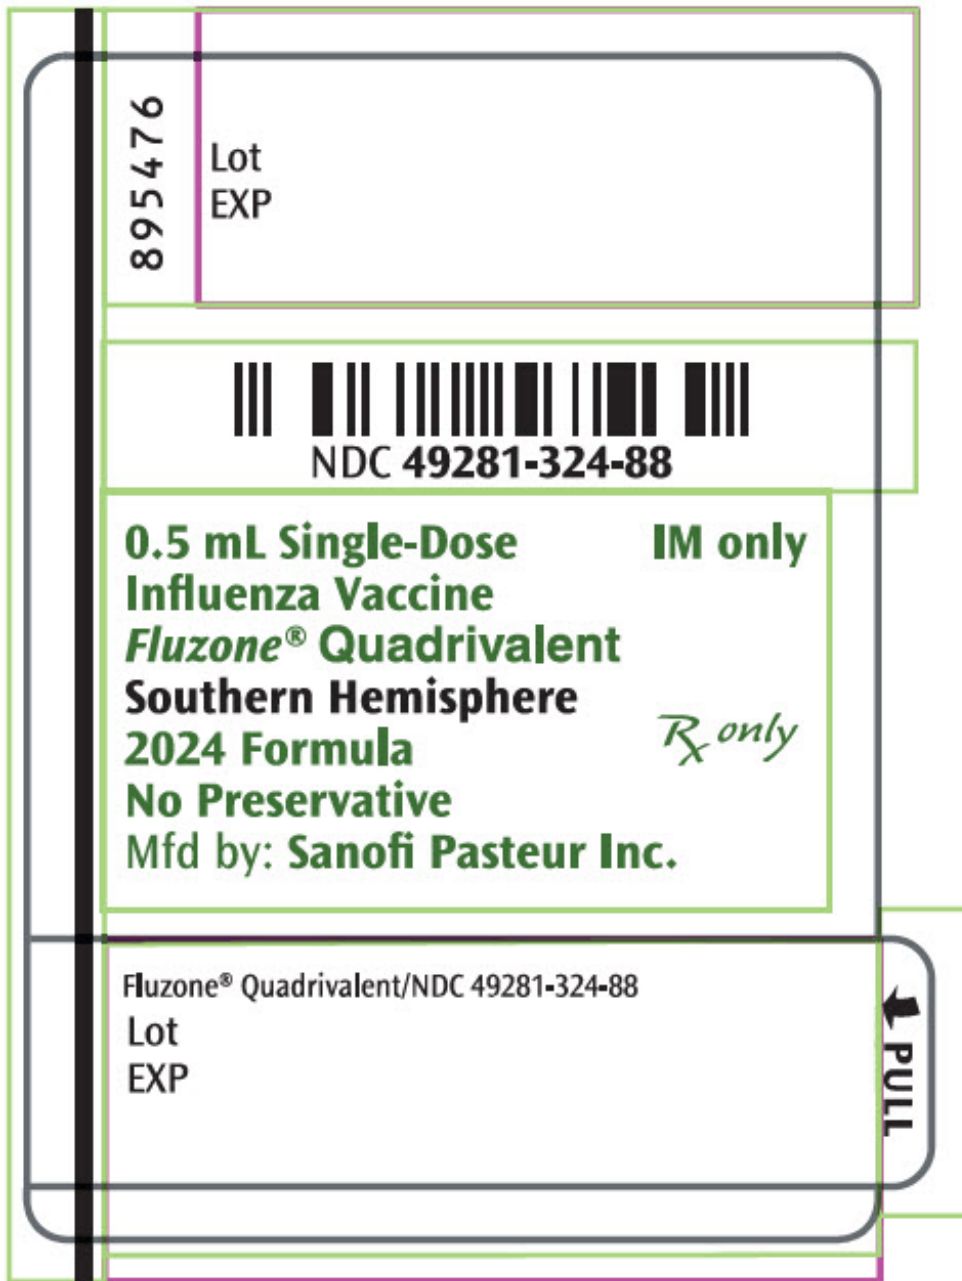 895476
Lot
EXP
NDC 49281-324-88
0.5 mL Single-Dose IM only
Influenza Vaccine
Fluzone® Quadrivalent
Southern Hemisphere
2024 Formula
Rx only
No Preservative
Mfd by: Sanofi Pasteur Inc.
Fluzone® Quadrivalent/NDC 49281-324-88
Lot
EXP
PULL